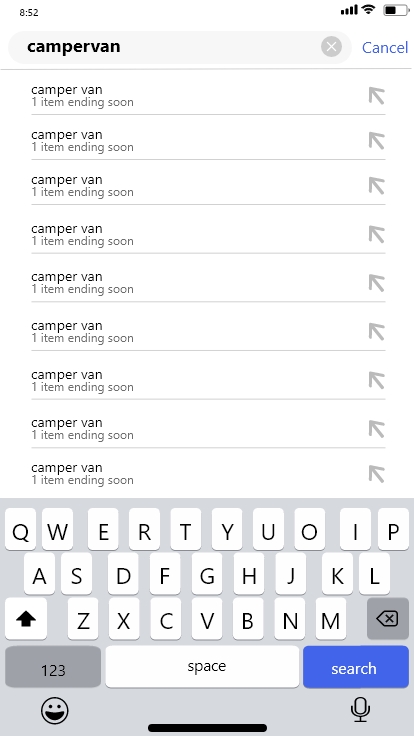 8:52
campervan Cancel
camper van
1 item ending soon
camper van
1 item ending soon
camper van
1 item ending soon
camper van
1 item ending soon
camper van
1 item ending soon
camper van
1 item ending soon
camper van
1 item ending soon
camper van
1 item ending soon
camper van
1 item ending soon
Q W E R T Y U O I P
A S D F G H J K L
Z X C V B N M
123 space search